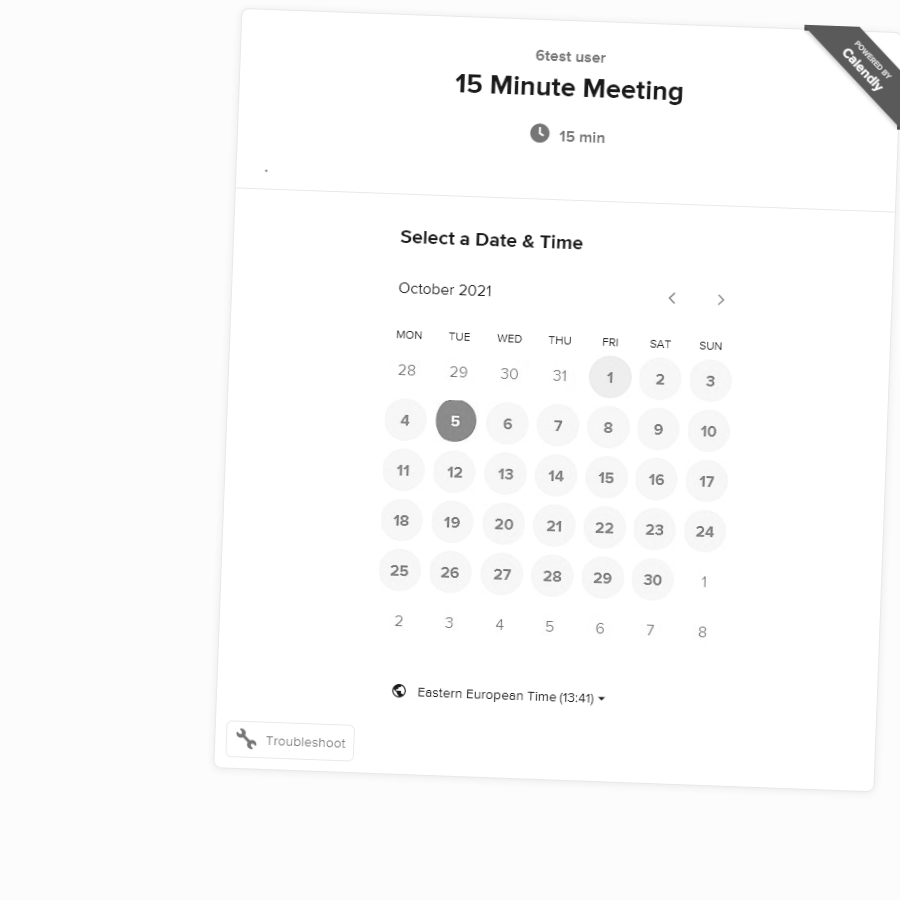 6test user
15 Minute Meeting
15 min
POWERED BY
Calendly
.
Select a Date & Time
October 2021
MON TUE WED THU FRI SAT SUN
28 29 30 31 1 2 3
4 5 6 7 8 9 10
11 12 13 14 15 16 17
18 19 20 21 22 23 24
25 26 27 28 29 30 1
2 3 4 5 6 7 8
Eastern European Time (13:41)
Troubleshoot